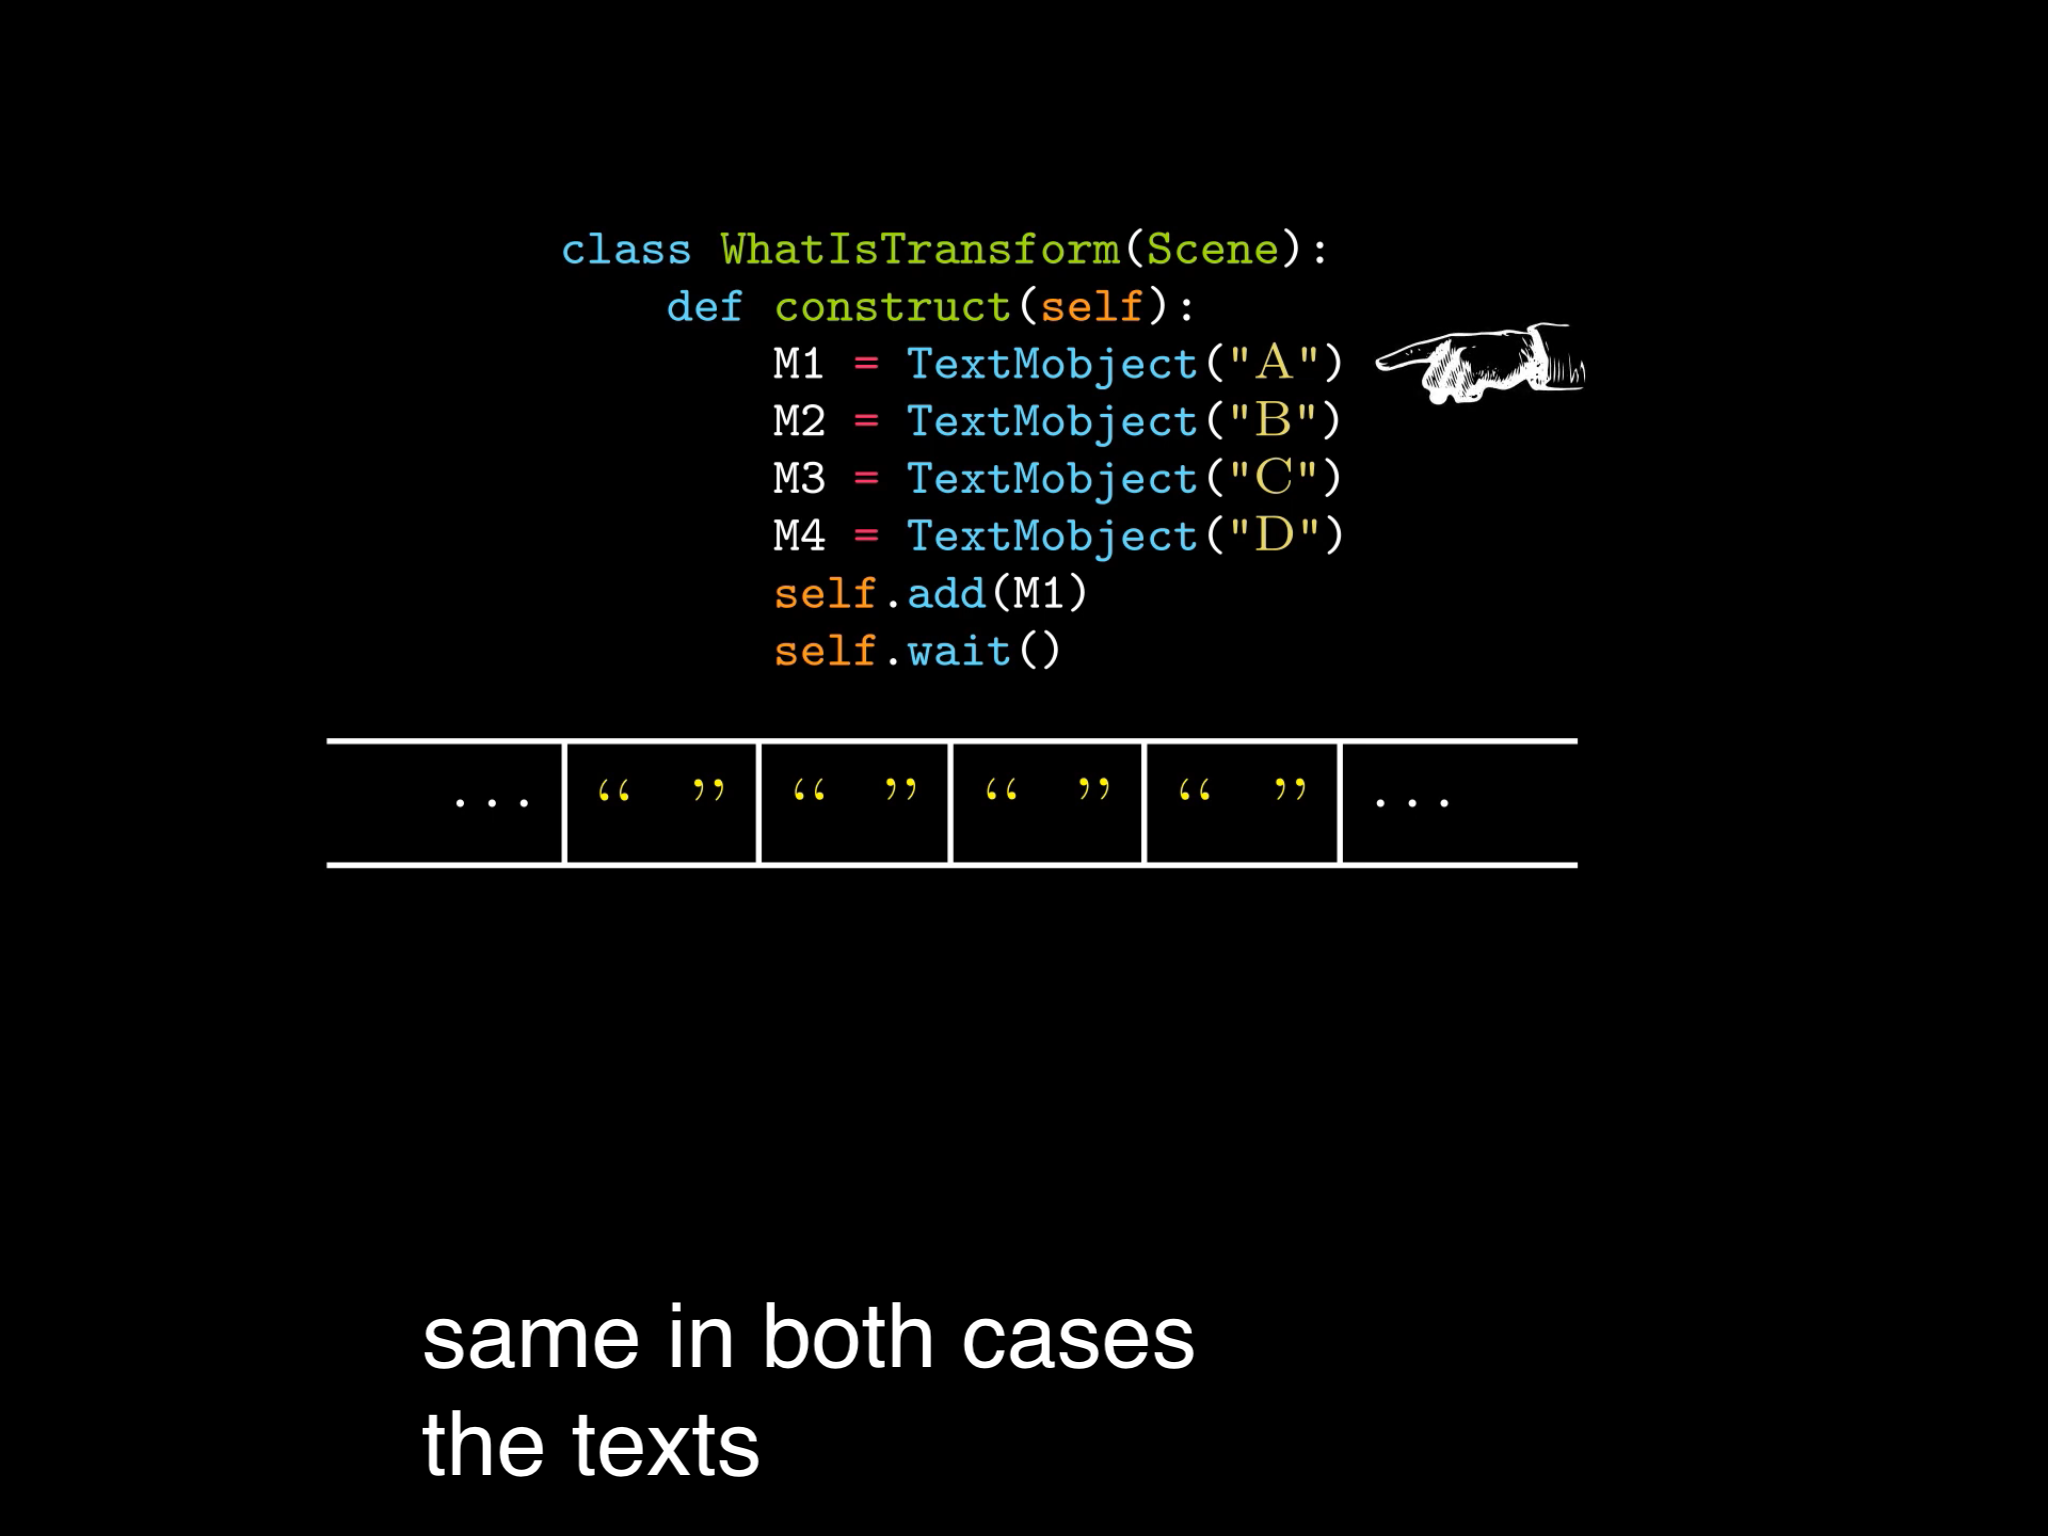 class WhatIsTransform(Scene):
def construct(self):
M1 = TextMobject("A")
M2 = TextMobject("B")
M3 = TextMobject("C")
M4 = TextMobject("D")
self.add(M1)
self.wait()
... “ ” “ ” “ ” “ ” ...
same in both cases
the texts